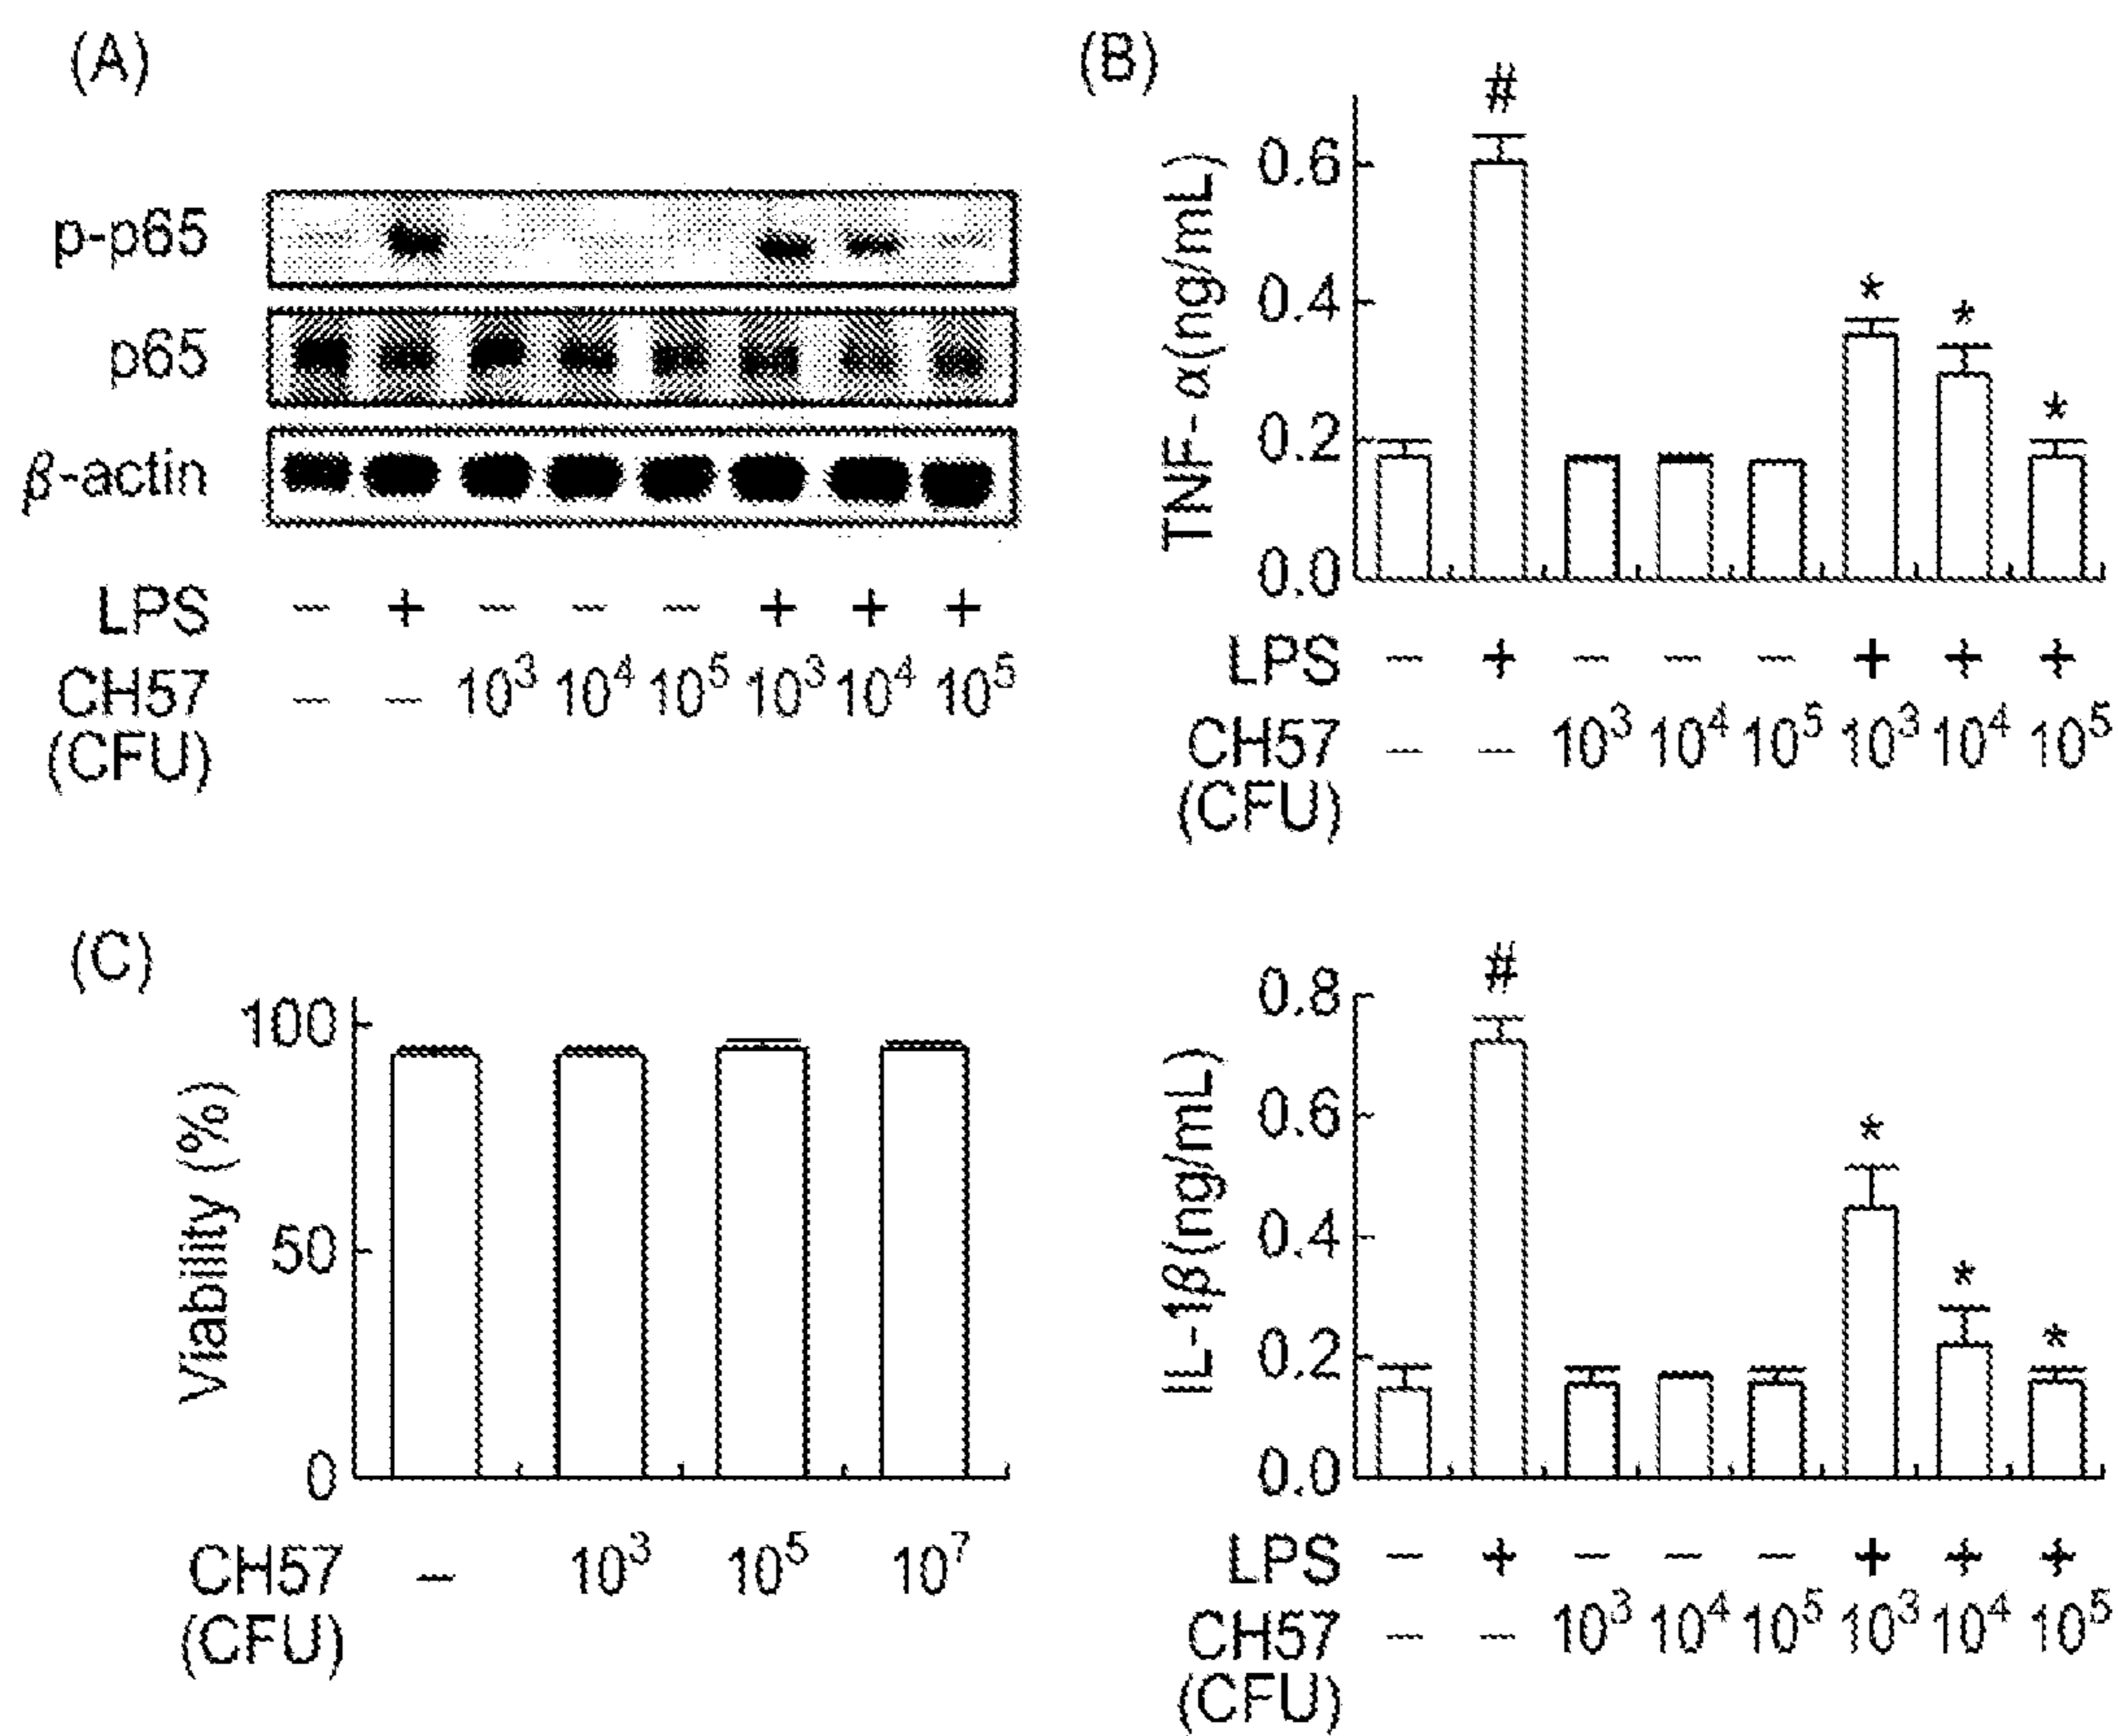 (A)
p-p65
p65
β-actin
LPS − + − − − + + +
CH57 − − 10³ 10⁴ 10⁵ 10³ 10⁴ 10⁵
(CFU)
(B)
#
* * *
TNF-α(ng/mL)
0.6
0.4
0.2
0.0
LPS − + − − − + + +
CH57 − − 10³ 10⁴ 10⁵ 10³ 10⁴ 10⁵
(CFU)
(C)
Viability (%)
100
50
0
CH57 − 10³ 10⁵ 10⁷
(CFU)
#
* * *
IL-1β(ng/mL)
0.8
0.6
0.4
0.2
0.0
LPS − + − − − + + +
CH57 − − 10³ 10⁴ 10⁵ 10³ 10⁴ 10⁵
(CFU)